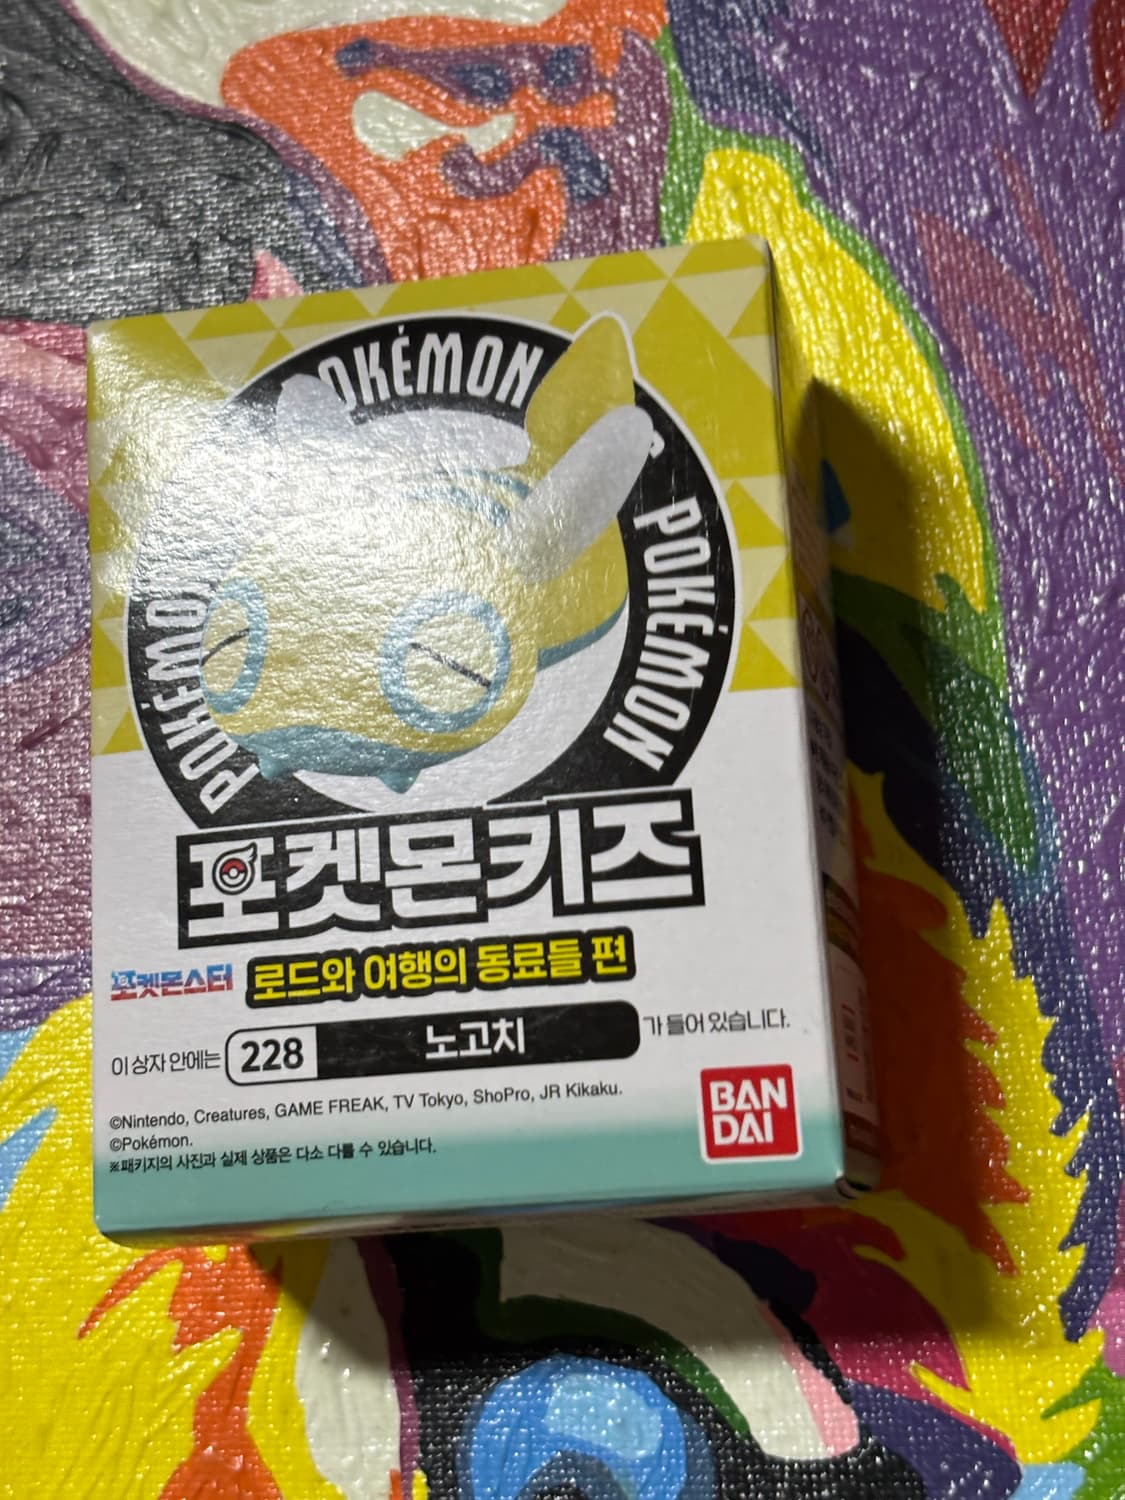 POKÉMON
POKÉMON
POKÉMON
포켓몬키즈
포켓몬스터 로드와 여행의 동료들 편
이 상자 안에는 228 노고치 가 들어 있습니다.
©Nintendo, Creatures, GAME FREAK, TV Tokyo, ShoPro, JR Kikaku.
©Pokémon.
※패키지의 사진과 실제 상품은 다소 다를 수 있습니다.
BAN
DAI